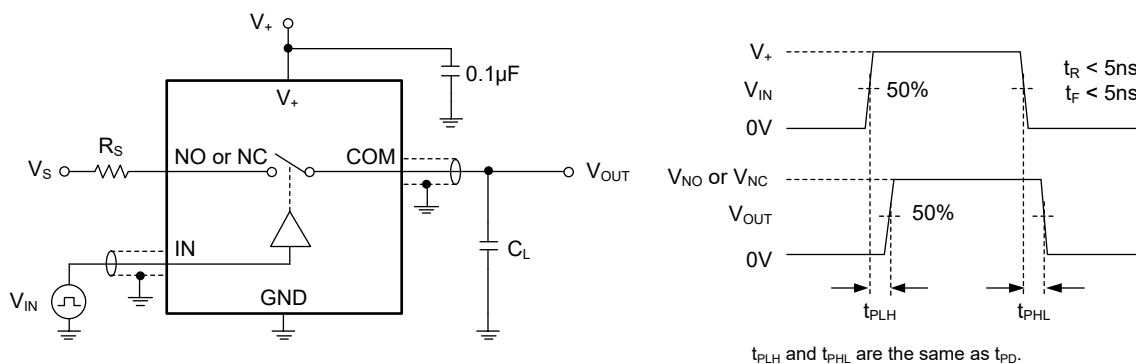 V+
0.1µF
V+
RS
VS
NO or NC
COM
VOUT
IN
CL
VIN
GND
V+
VIN
50%
0V
tR < 5ns
tF < 5ns
VNO or VNC
VOUT
50%
0V
tPLH
tPHL
tPLH and tPHL are the same as tPD.